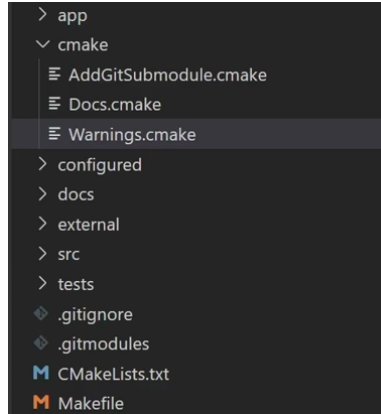 app
cmake
AddGitSubmodule.cmake
Docs.cmake
Warnings.cmake
configured
docs
external
src
tests
.gitignore
.gitmodules
M CMakeLists.txt
M Makefile